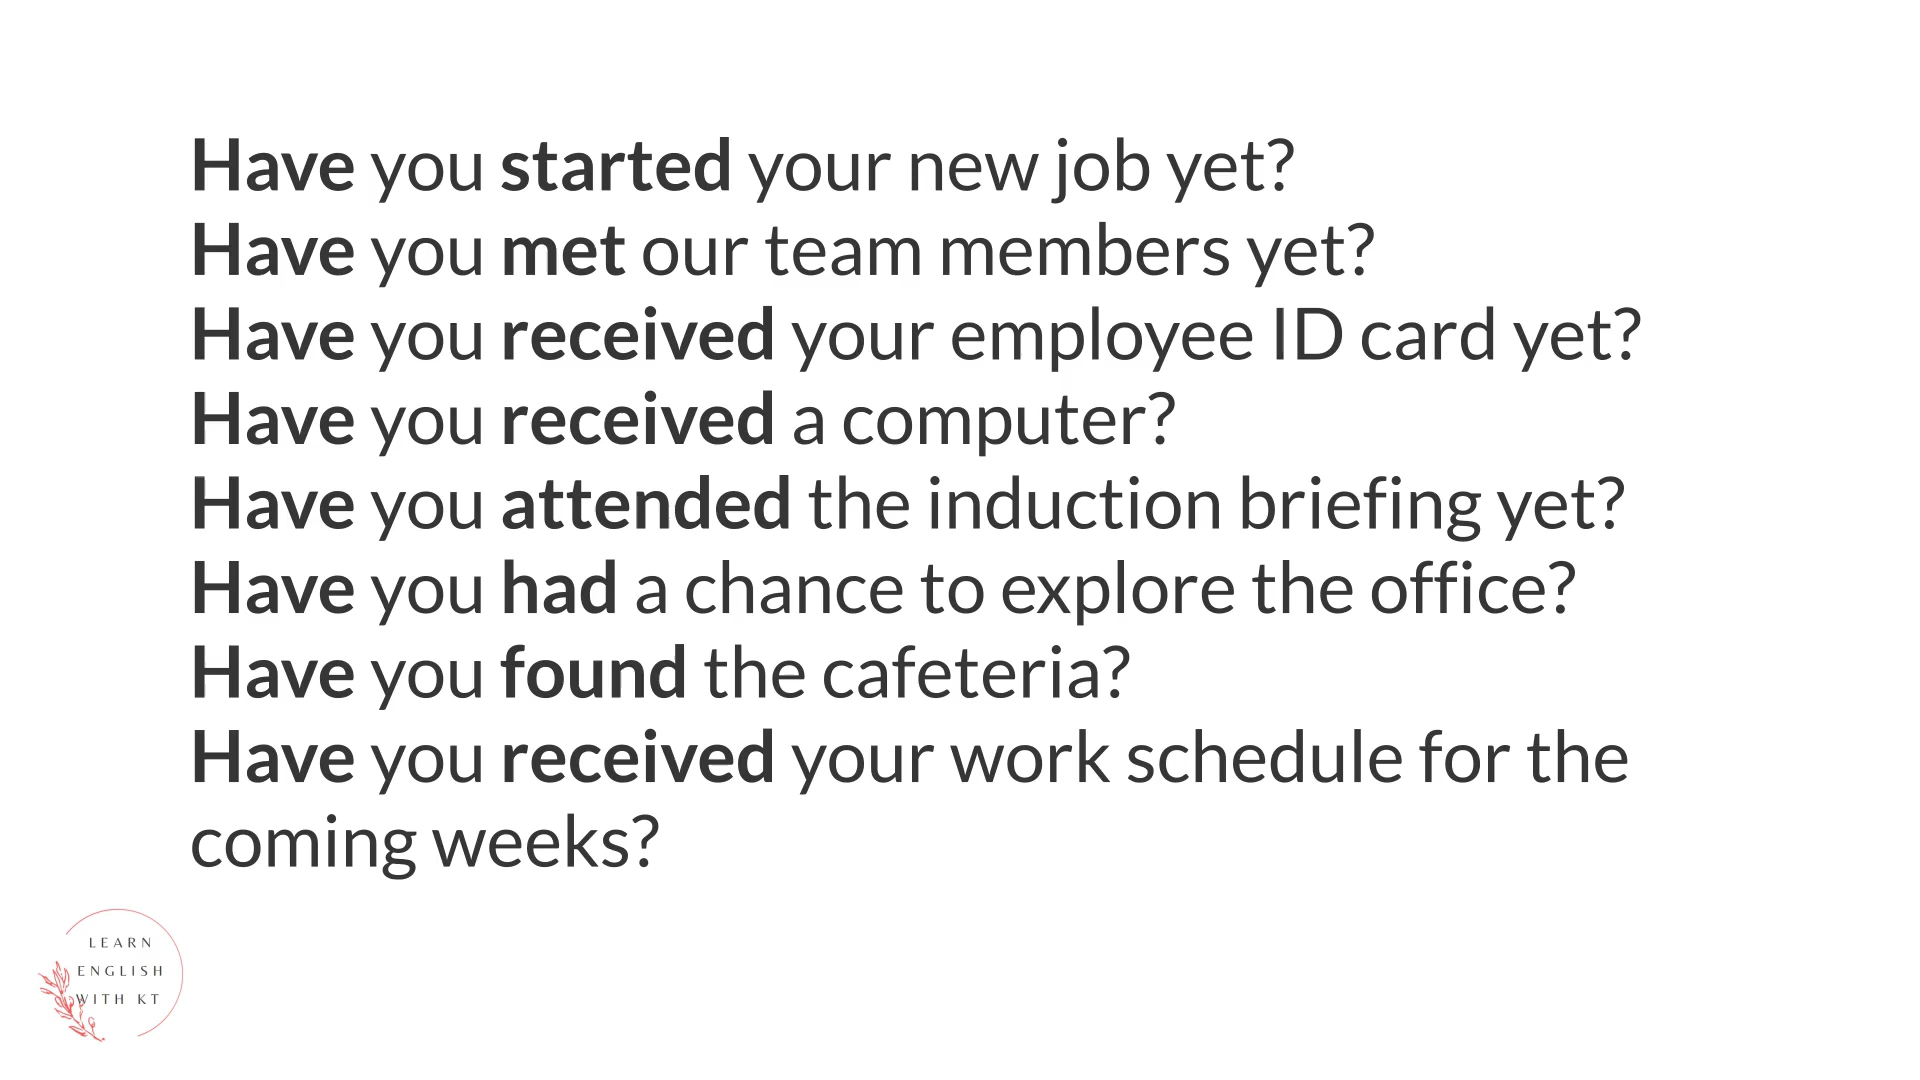 Have you started your new job yet?
Have you met our team members yet?
Have you received your employee ID card yet?
Have you received a computer?
Have you attended the induction briefing yet?
Have you had a chance to explore the office?
Have you found the cafeteria?
Have you received your work schedule for the
coming weeks?
LEARN
ENGLISH
WITH KT